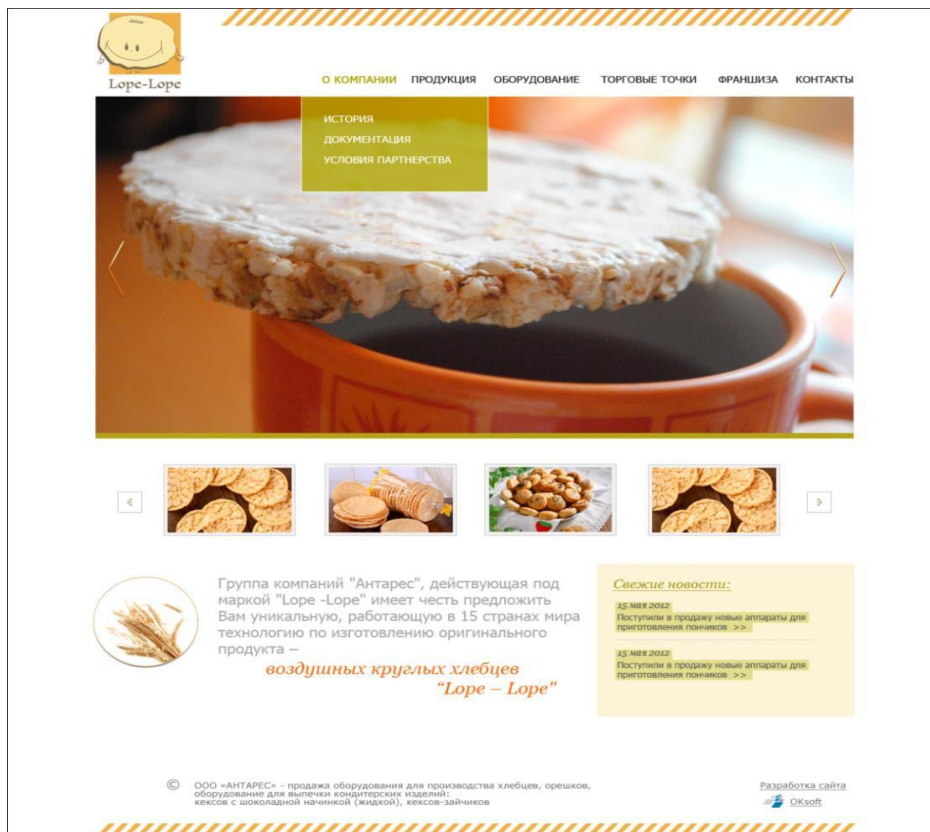 Lope-Lope
О КОМПАНИИ ПРОДУКЦИЯ ОБОРУДОВАНИЕ ТОРГОВЫЕ ТОЧКИ ФРАНШИЗА КОНТАКТЫ
ИСТОРИЯ
ДОКУМЕНТАЦИЯ
УСЛОВИЯ ПАРТНЕРСТВА
Группа компаний "Антарес", действующая под
маркой "Lope -Lope" имеет честь предложить
Вам уникальную, работающую в 15 странах мира
технологию по изготовлению оригинального
продукта –
воздушных круглых хлебцев
“Lope – Lope"
Свежие новости:
15 мая 2012
Поступили в продажу новые аппараты для
приготовления пончиков >>
15 мая 2012
Поступили в продажу новые аппараты для
приготовления пончиков >>
© ООО «АНТАРЕС» - продажа оборудования для производства хлебцев, орешков,
оборудование для выпечки кондитерских изделий:
кексов с шоколадной начинкой (жидкой), кексов-зайчиков
Разработка сайта
OKsoft